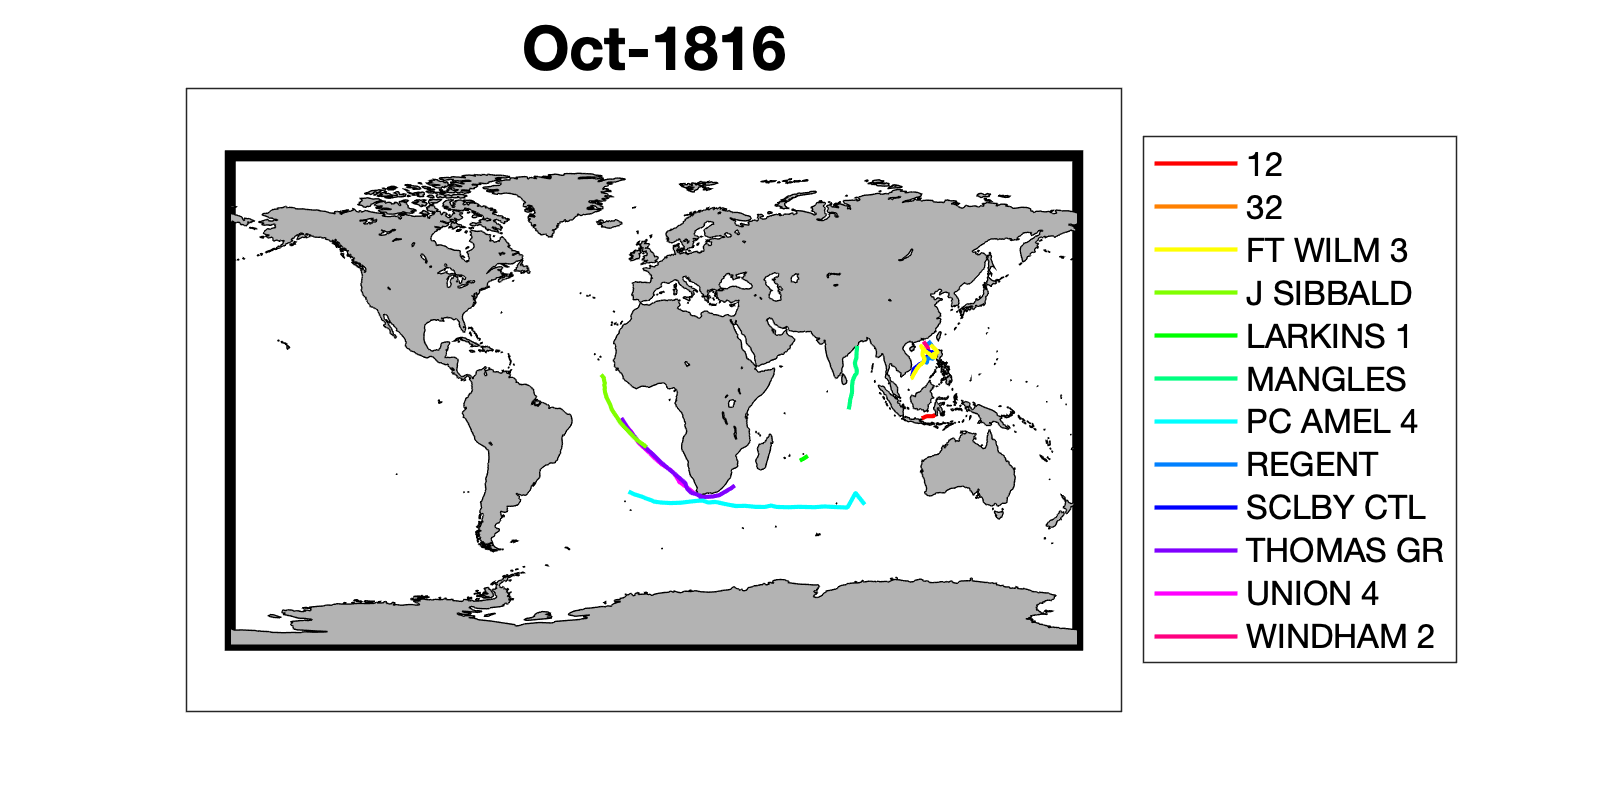 Oct-1816
12
32
FT WILM 3
J SIBBALD
LARKINS 1
MANGLES
PC AMEL 4
REGENT
SCLBY CTL
THOMAS GR
UNION 4
WINDHAM 2